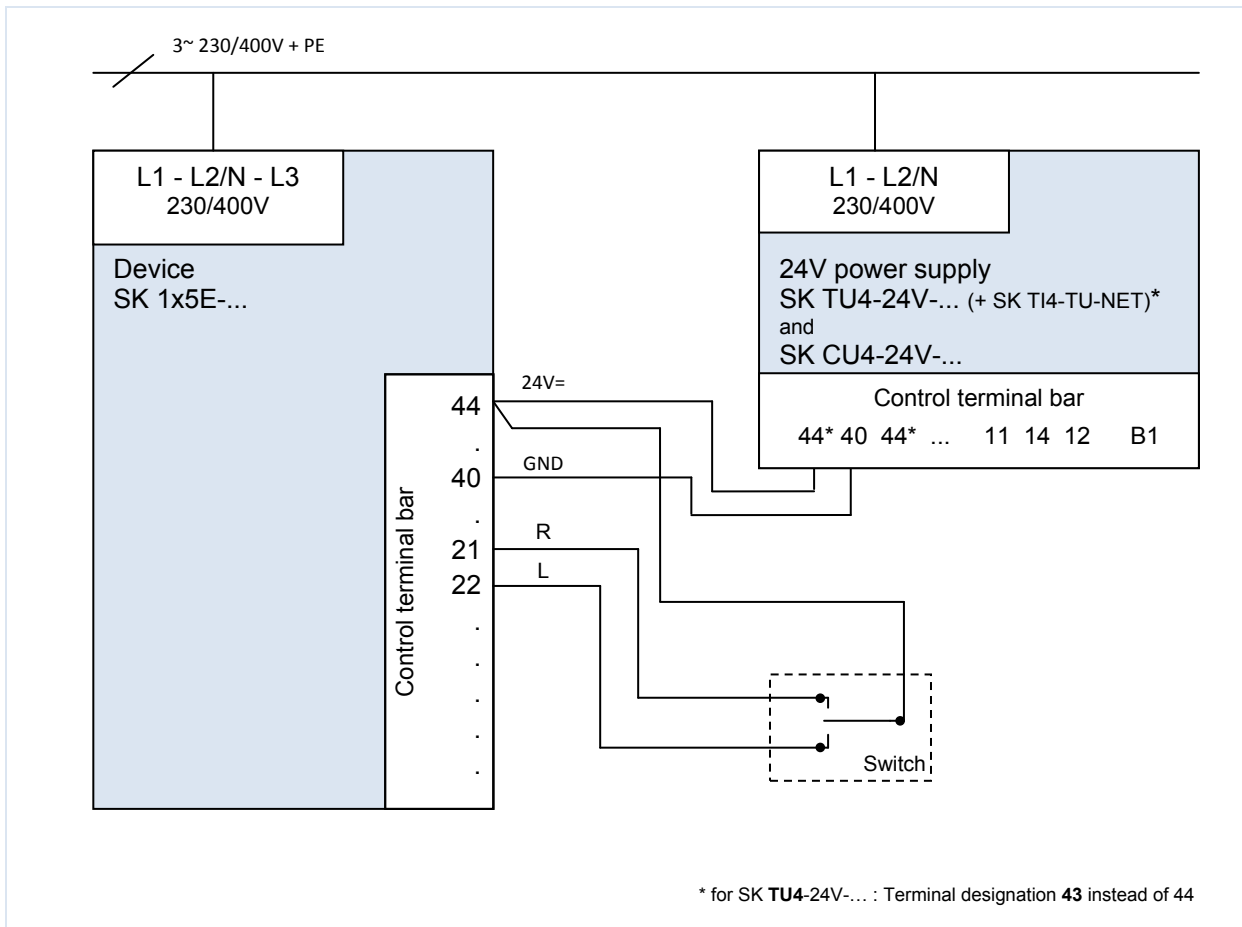 3~ 230/400V + PE
L1 - L2/N - L3
230/400V
Device
SK 1x5E-...
Control terminal bar
44
.
40
.
21
22
.
.
.
.
.
24V=
GND
R
L
L1 - L2/N
230/400V
24V power supply
SK TU4-24V-... (+ SK TI4-TU-NET)*
and
SK CU4-24V-...
Control terminal bar
44* 40 44* ... 11 14 12 B1
Switch
* for SK TU4-24V-... : Terminal designation 43 instead of 44